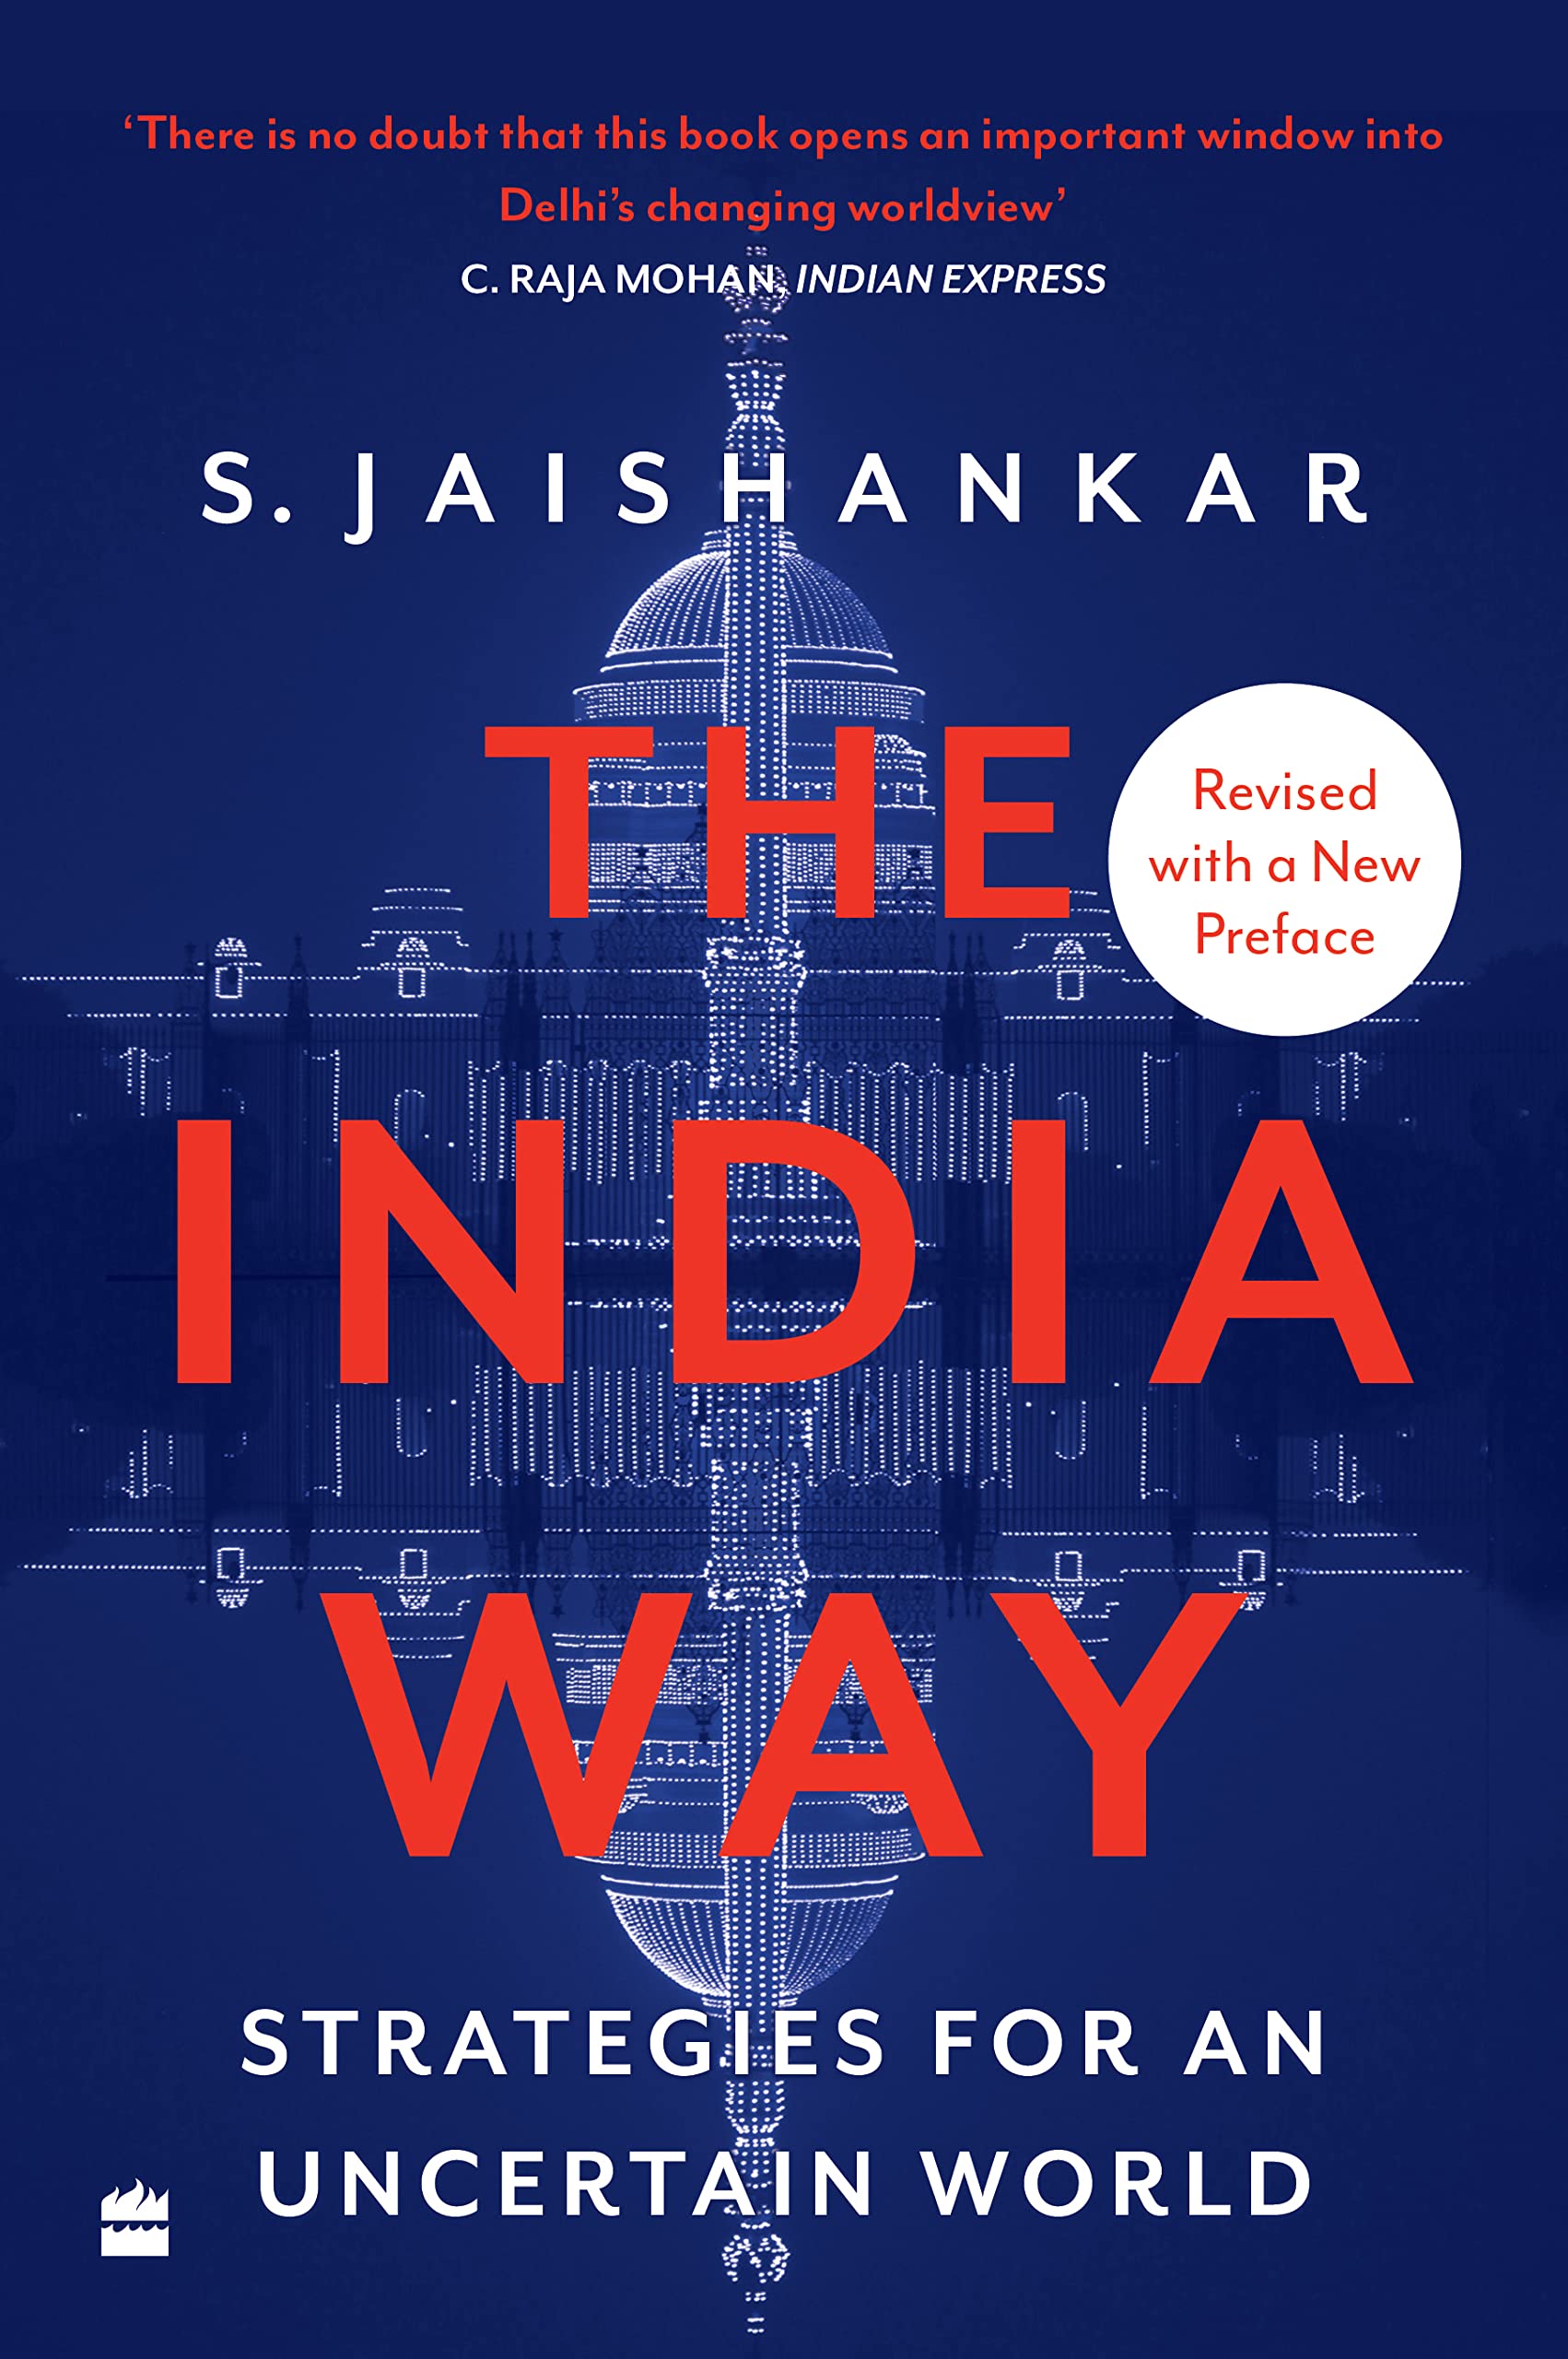 ‘There is no doubt that this book opens an important window into
Delhi’s changing worldview’
C. RAJA MOHAN, INDIAN EXPRESS
S. JAISHANKAR
THE
Revised
with a New
Preface
INDIA
WAY
STRATEGIES FOR AN
UNCERTAIN WORLD